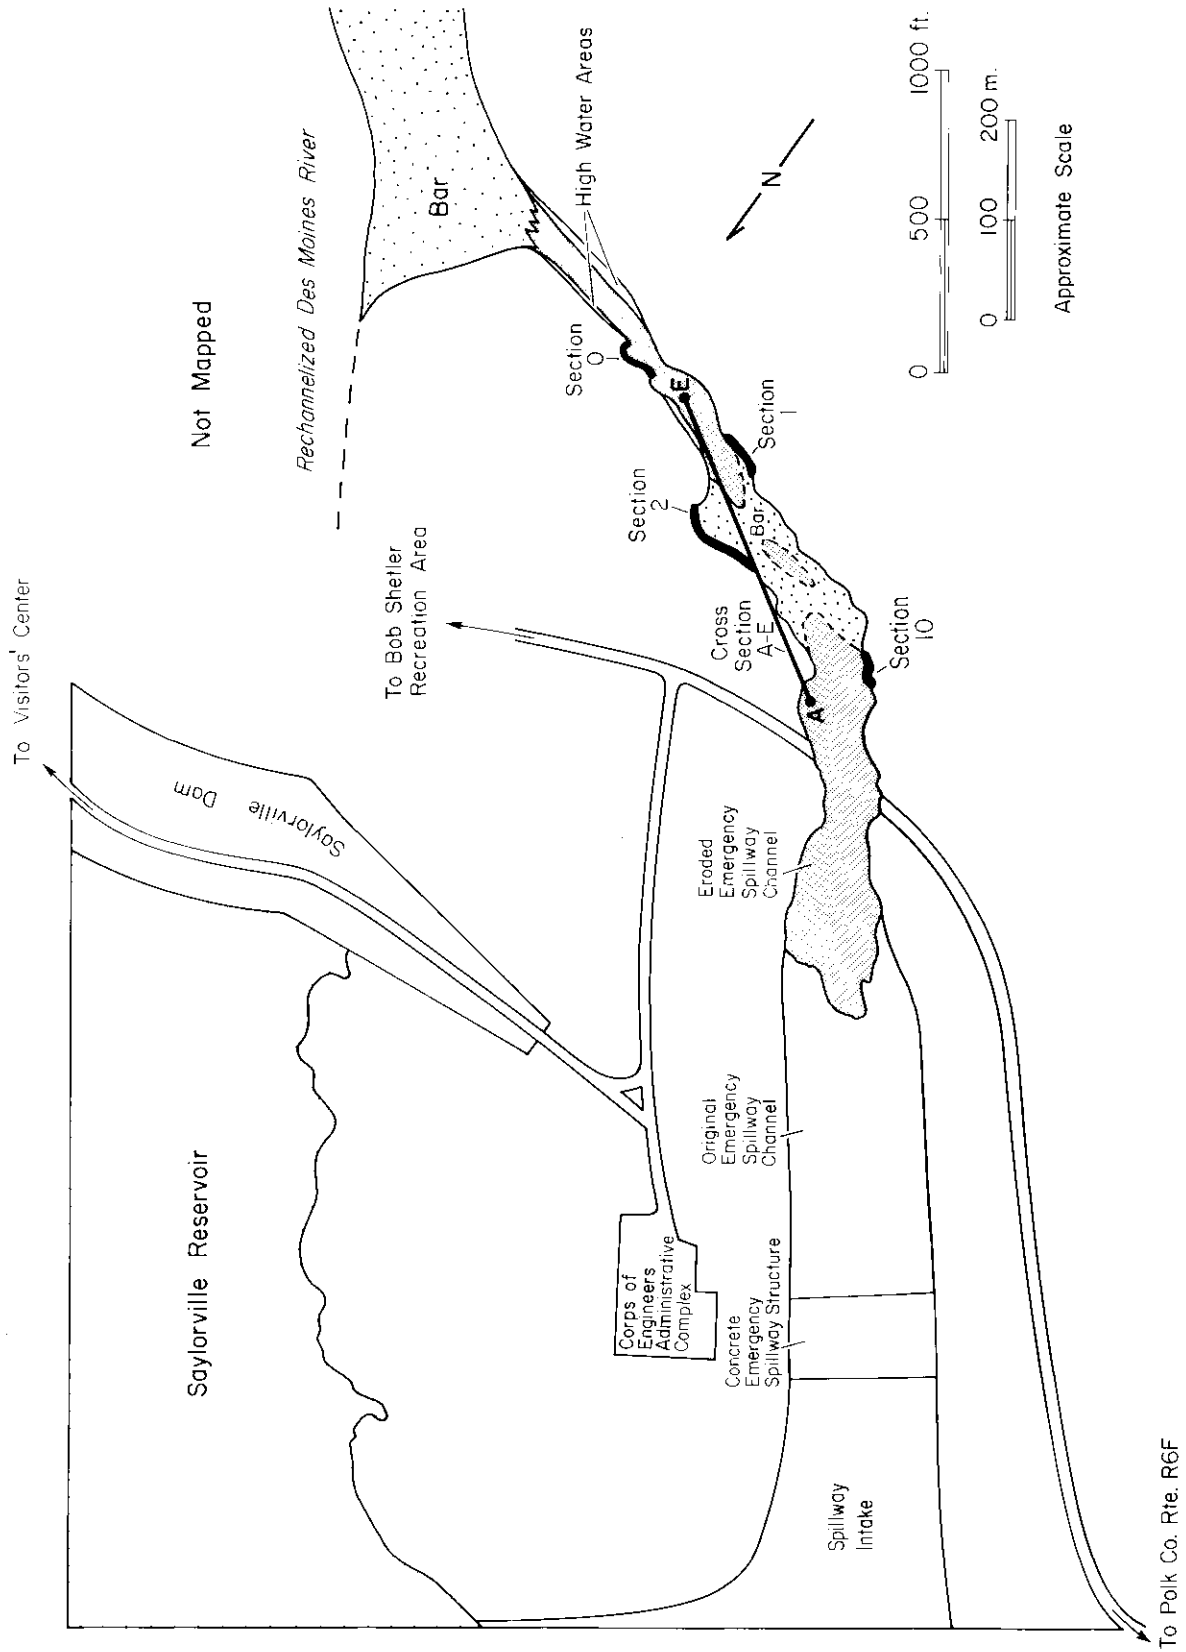 To Visitors' Center
Saylorville Reservoir
Saylorville Dam
Not Mapped
Rechannelized Des Moines River
Bar
High Water Areas
To Bob Shetler
Recreation Area
Corps of
Engineers
Administrative
Complex
Section
0
Section
2
Section
1
Section
10
Cross
Section
A-E
A
E
Bar
Eroded
Emergency
Spillway
Channel
Original
Emergency
Spillway
Channel
Concrete
Emergency
Spillway Structure
Spillway
Intake
To Polk Co. Rte. R6F
N
0 500 1000 ft.
0 100 200 m.
Approximate Scale